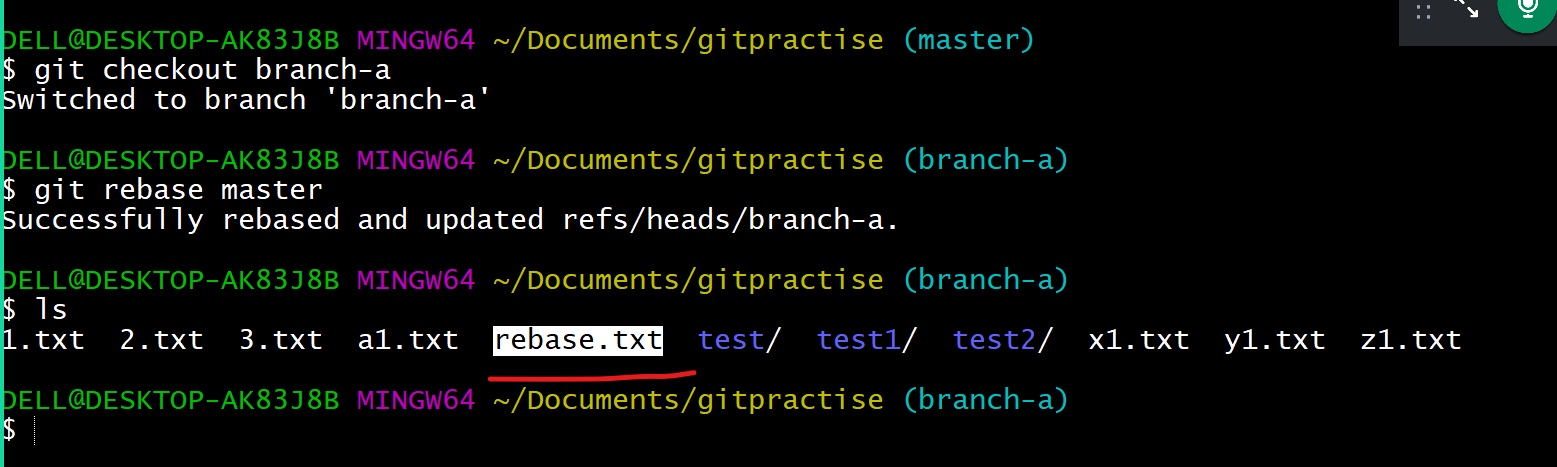 DELL@DESKTOP-AK83J8B MINGW64 ~/Documents/gitpractise (master)
$ git checkout branch-a
Switched to branch 'branch-a'
DELL@DESKTOP-AK83J8B MINGW64 ~/Documents/gitpractise (branch-a)
$ git rebase master
Successfully rebased and updated refs/heads/branch-a.
DELL@DESKTOP-AK83J8B MINGW64 ~/Documents/gitpractise (branch-a)
$ ls
1.txt 2.txt 3.txt a1.txt rebase.txt test/ test1/ test2/ x1.txt y1.txt z1.txt
DELL@DESKTOP-AK83J8B MINGW64 ~/Documents/gitpractise (branch-a)
$